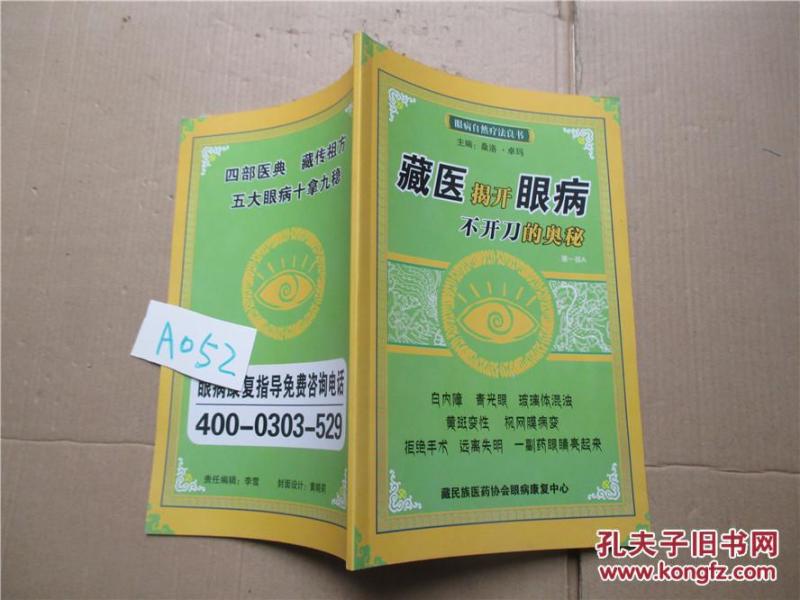 眼病自然疗法良书
主编：桑洛·卓玛
藏医揭开眼病
不开刀的奥秘
第一版A
白内障 青光眼 玻璃体混浊
黄斑变性 视网膜病变
拒绝手术 远离失明 一副药眼睛亮起来
藏民族医药协会眼病康复中心
四部医典 藏传祖方
五大眼病十拿九稳
A052
眼病康复指导免费咨询电话
400-0303-529
责任编辑：李雪 封面设计：黄晓莉
孔夫子旧书网
www.kongfz.com